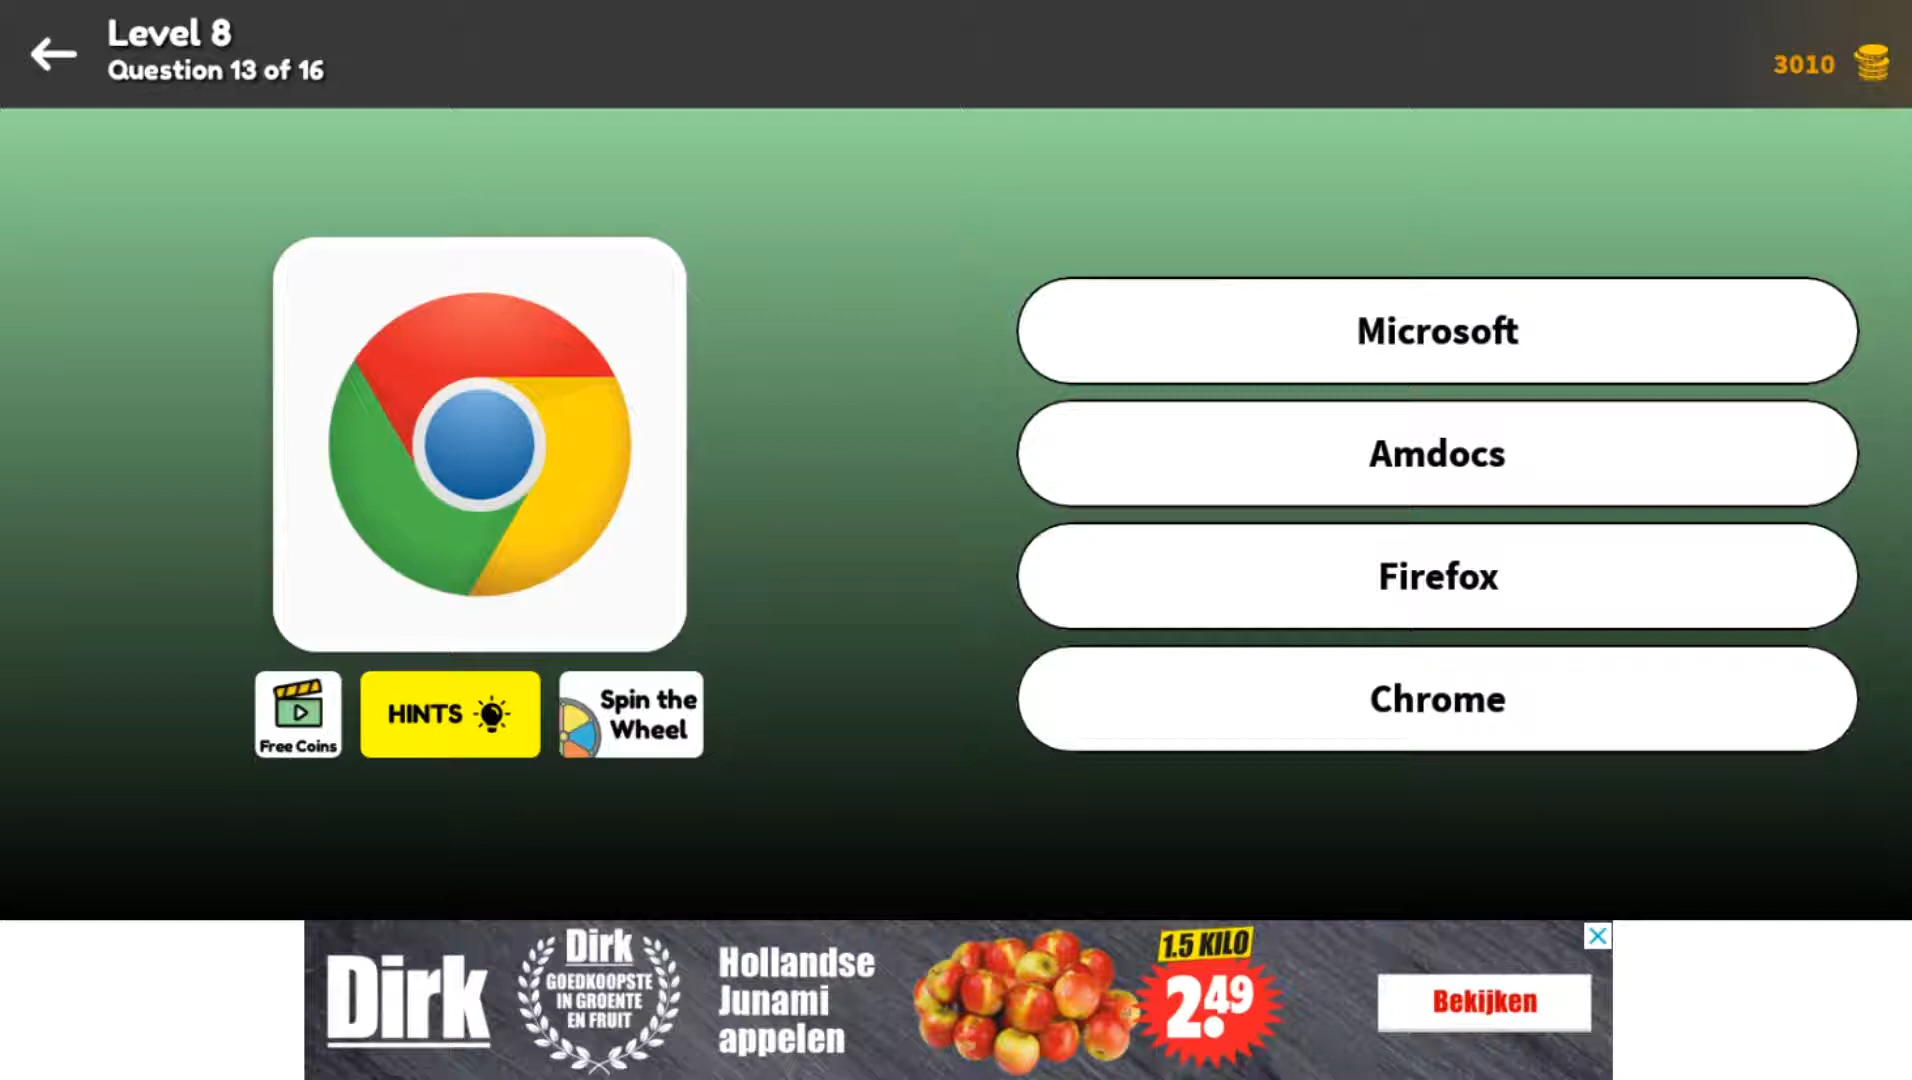 Level 8
Question 13 of 16
3010
Microsoft
Amdocs
Firefox
Chrome
Free Coins
HINTS
Spin the
Wheel
Dirk
Dirk
GOEDKOOPSTE
IN GROENTE
EN FRUIT
Hollandse
Junami
appelen
1.5 KILO
2.49
Bekijken